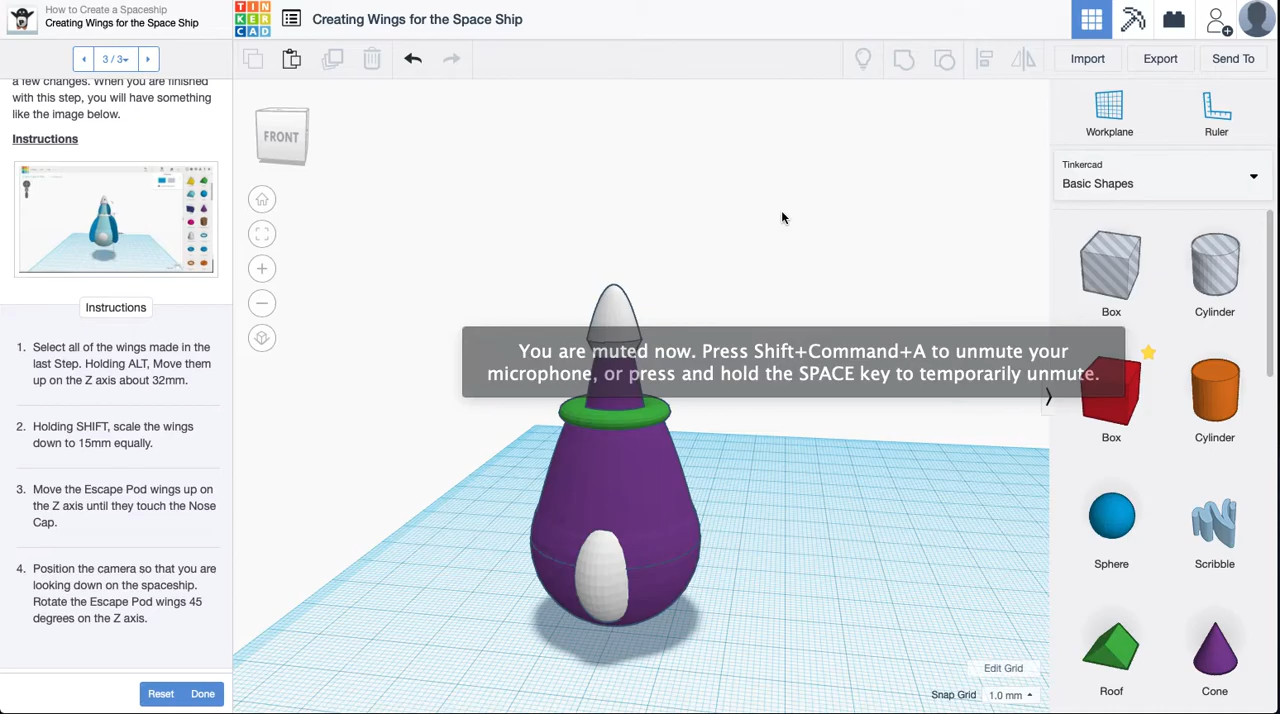 How to Create a Spaceship
Creating Wings for the Space Ship
3 / 3
a few changes. When you are finished
with this step, you will have something
like the image below.
Instructions
Instructions
1. Select all of the wings made in the
last Step. Holding ALT, Move them
up on the Z axis about 32mm.
2. Holding SHIFT, scale the wings
down to 15mm equally.
3. Move the Escape Pod wings up on
the Z axis until they touch the Nose
Cap.
4. Position the camera so that you are
looking down on the spaceship.
Rotate the Escape Pod wings 45
degrees on the Z axis.
Reset
Done
TIN
KER
CAD
Creating Wings for the Space Ship
Import
Export
Send To
FRONT
You are muted now. Press Shift+Command+A to unmute your
microphone, or press and hold the SPACE key to temporarily unmute.
Edit Grid
Snap Grid
1.0 mm
Workplane
Ruler
Tinkercad
Basic Shapes
Box
Cylinder
Box
Cylinder
Sphere
Scribble
Roof
Cone